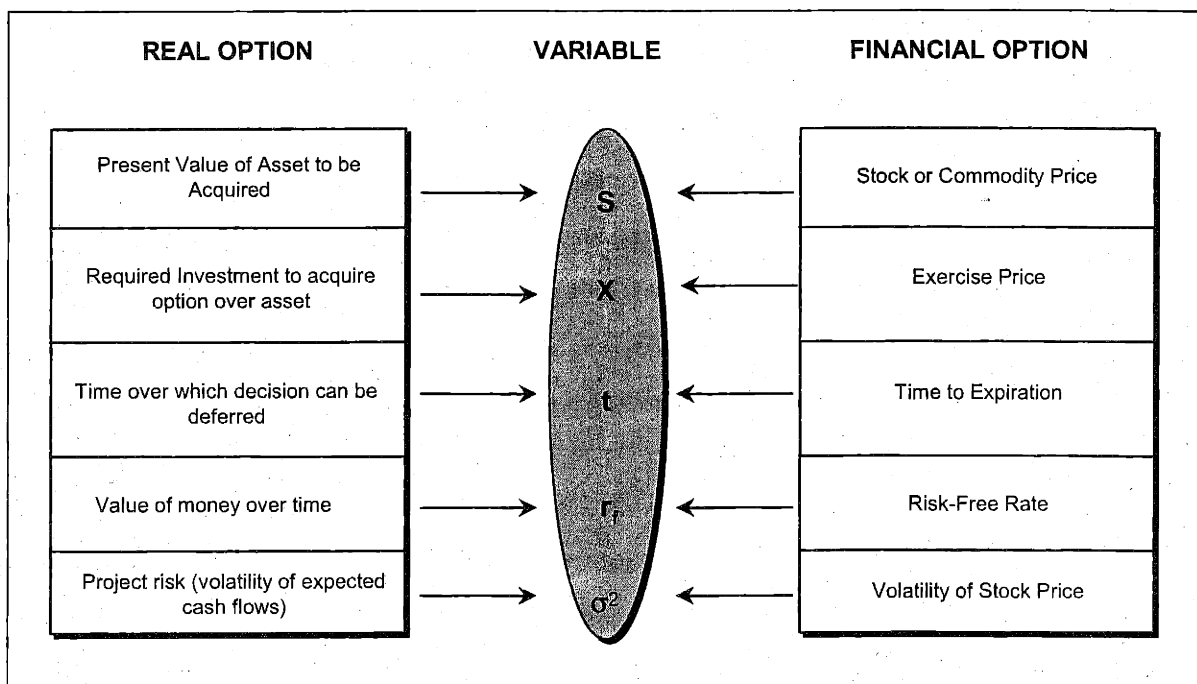 REAL OPTION
VARIABLE
FINANCIAL OPTION
Present Value of Asset to be
Acquired
S
Stock or Commodity Price
Required Investment to acquire
option over asset
X
Exercise Price
Time over which decision can be
deferred
t
Time to Expiration
Value of money over time
r_f
Risk-Free Rate
Project risk (volatility of expected
cash flows)
σ²
Volatility of Stock Price